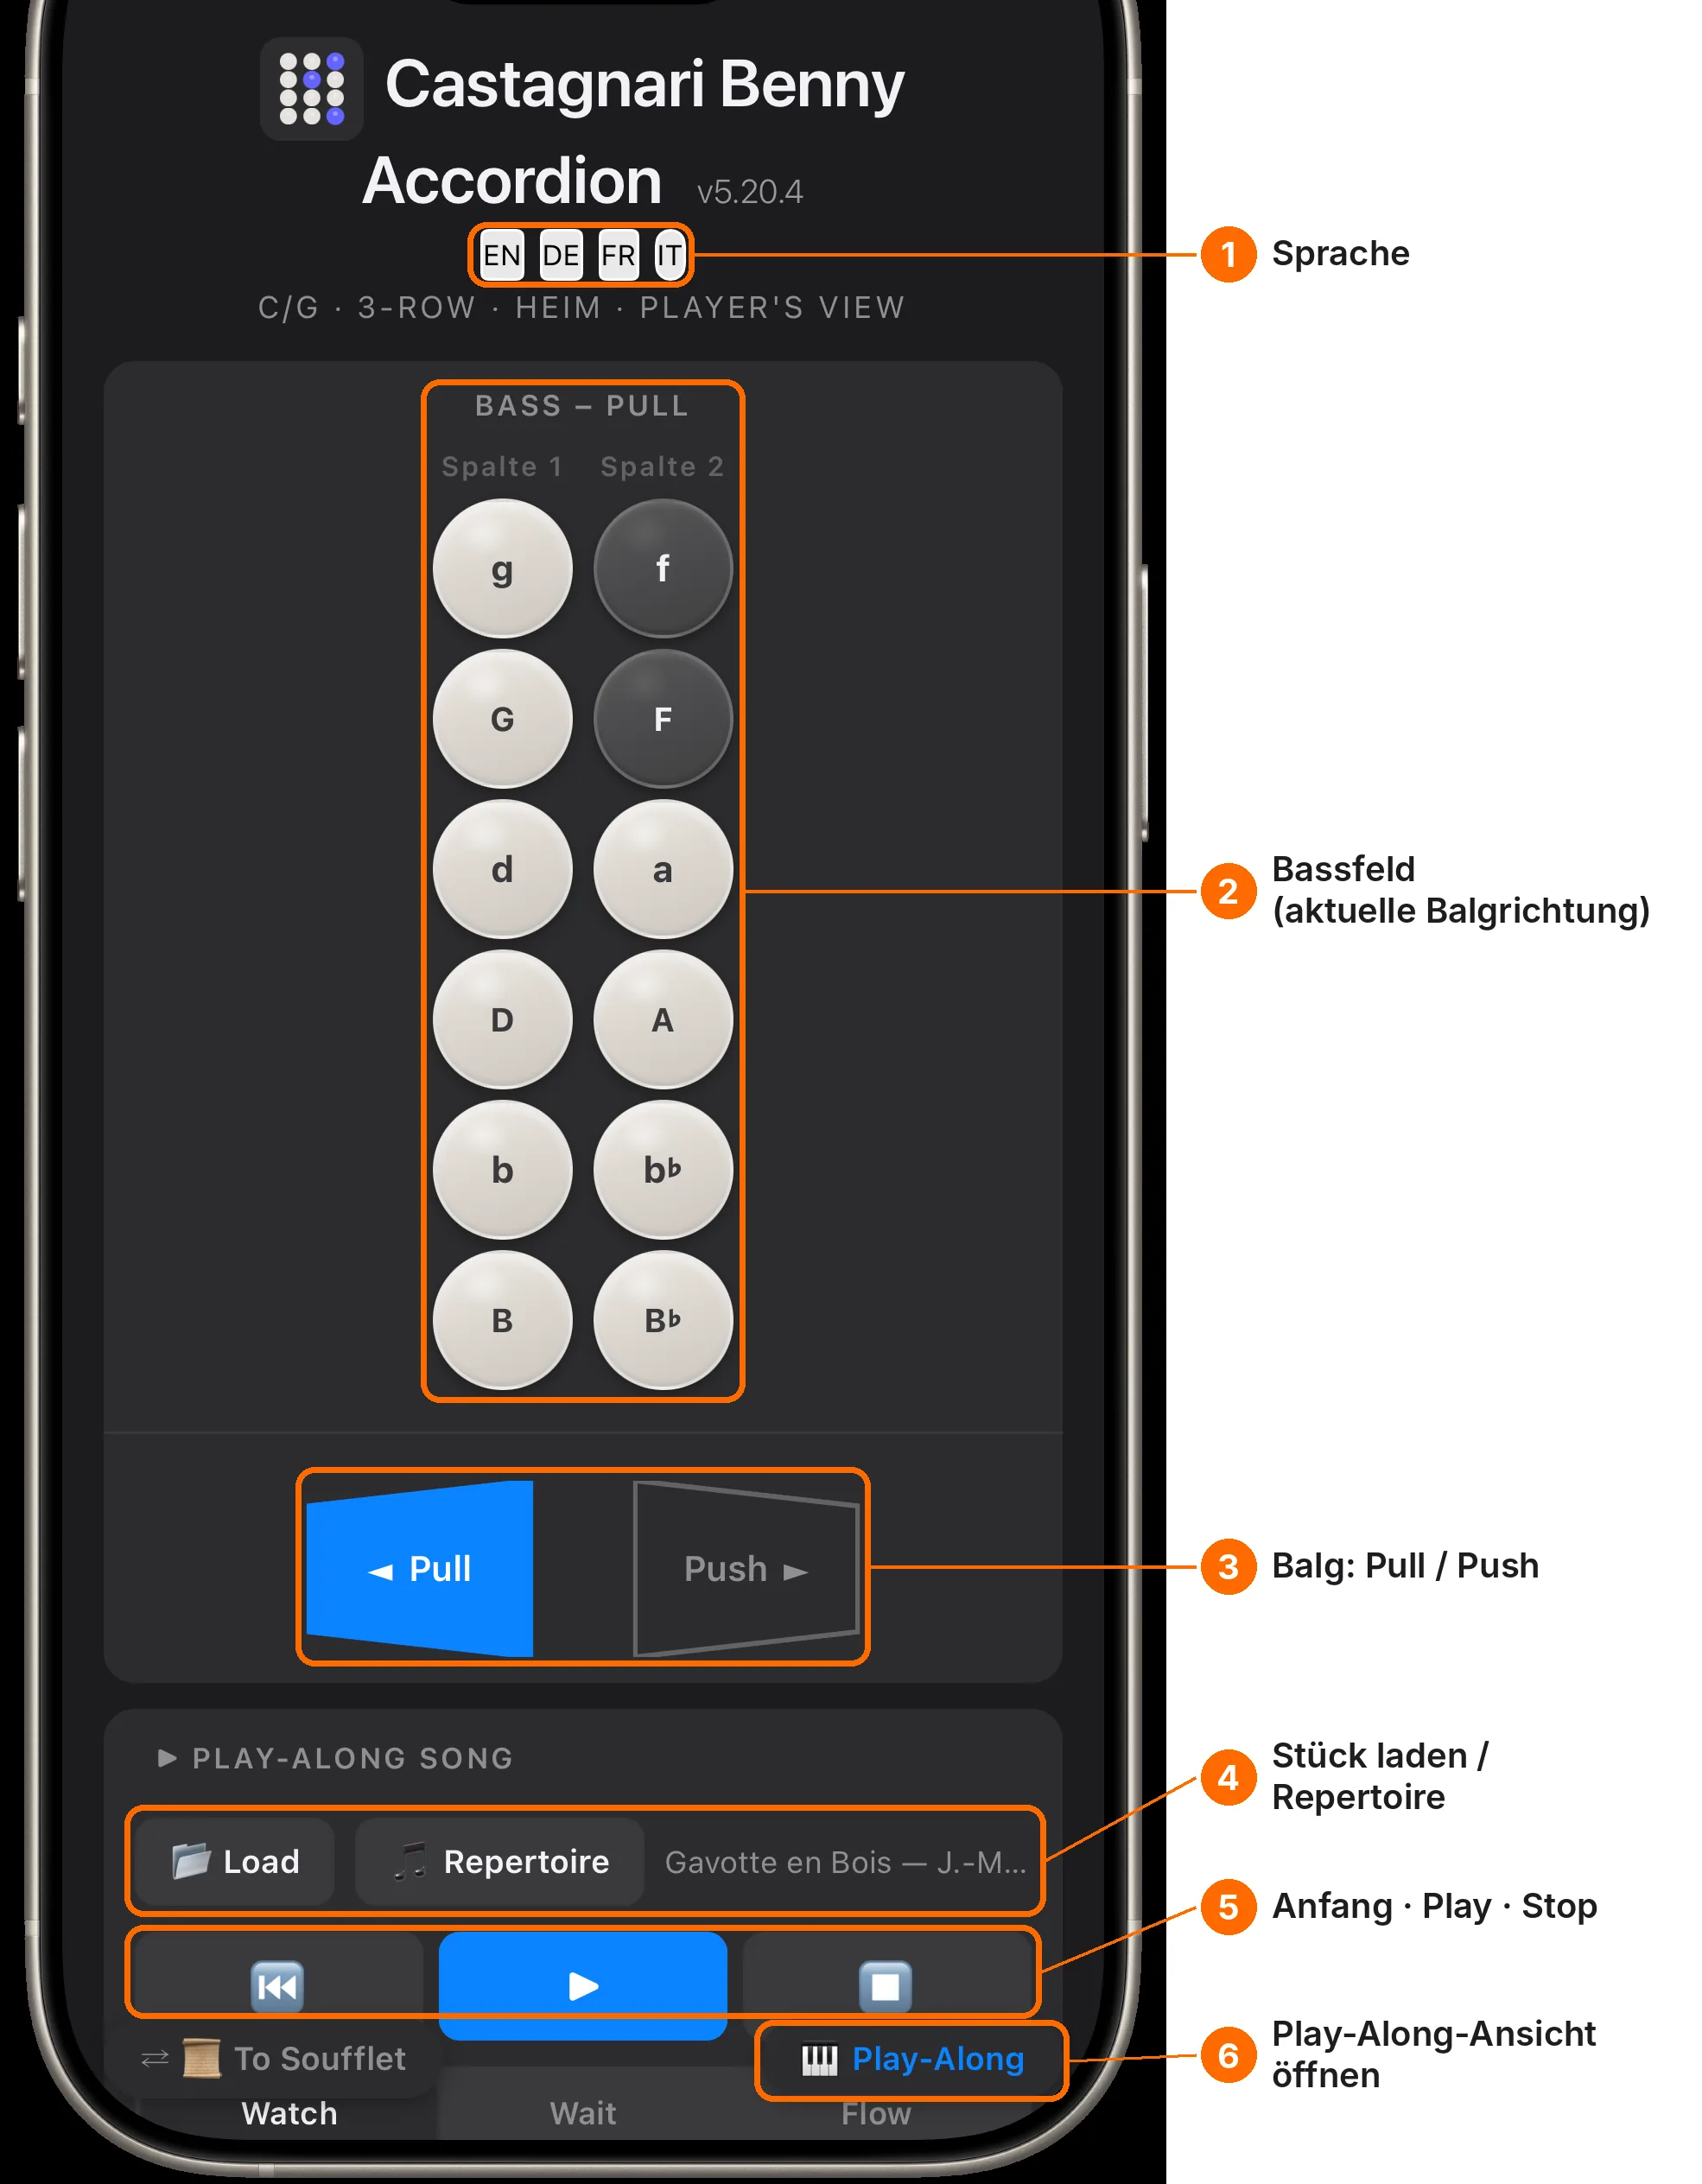 Castagnari Benny
Accordion v5.20.4
EN DE FR IT
C/G · 3-ROW · HEIM · PLAYER'S VIEW
BASS – PULL
Spalte 1 Spalte 2
g f
G F
d a
D A
b b♭
B B♭
◄ Pull Push ►
▶ PLAY-ALONG SONG
Load Repertoire Gavotte en Bois — J.-M...
To Soufflet Play-Along
Watch Wait Flow
1 Sprache
2 Bassfeld
(aktuelle Balgrichtung)
3 Balg: Pull / Push
4 Stück laden /
Repertoire
5 Anfang · Play · Stop
6 Play-Along-Ansicht
öffnen